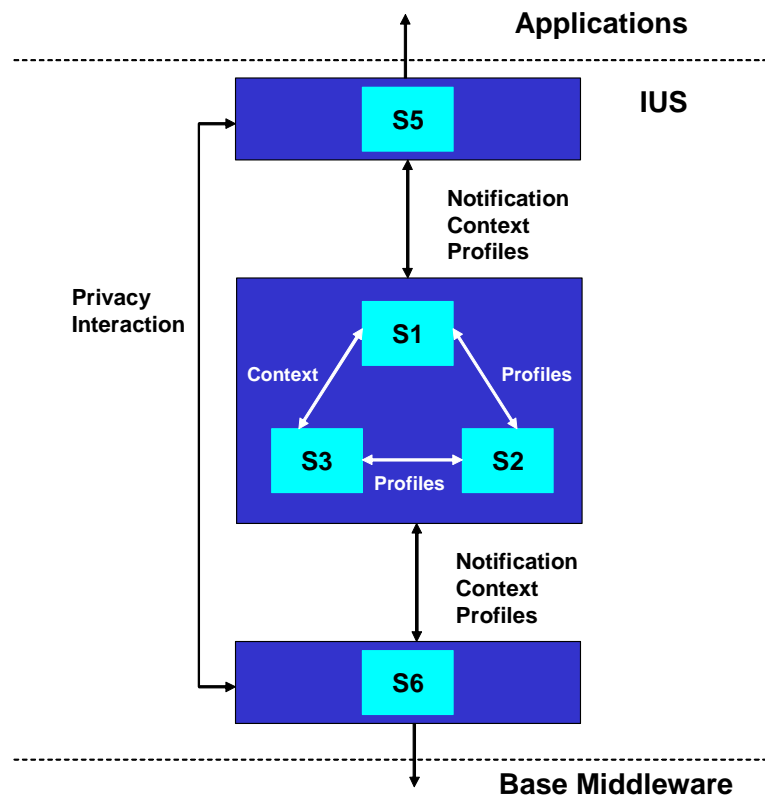 Applications
IUS
S5
Notification
Context
Profiles
Privacy
Interaction
S1
Context
Profiles
S3
S2
Profiles
Notification
Context
Profiles
S6
Base Middleware